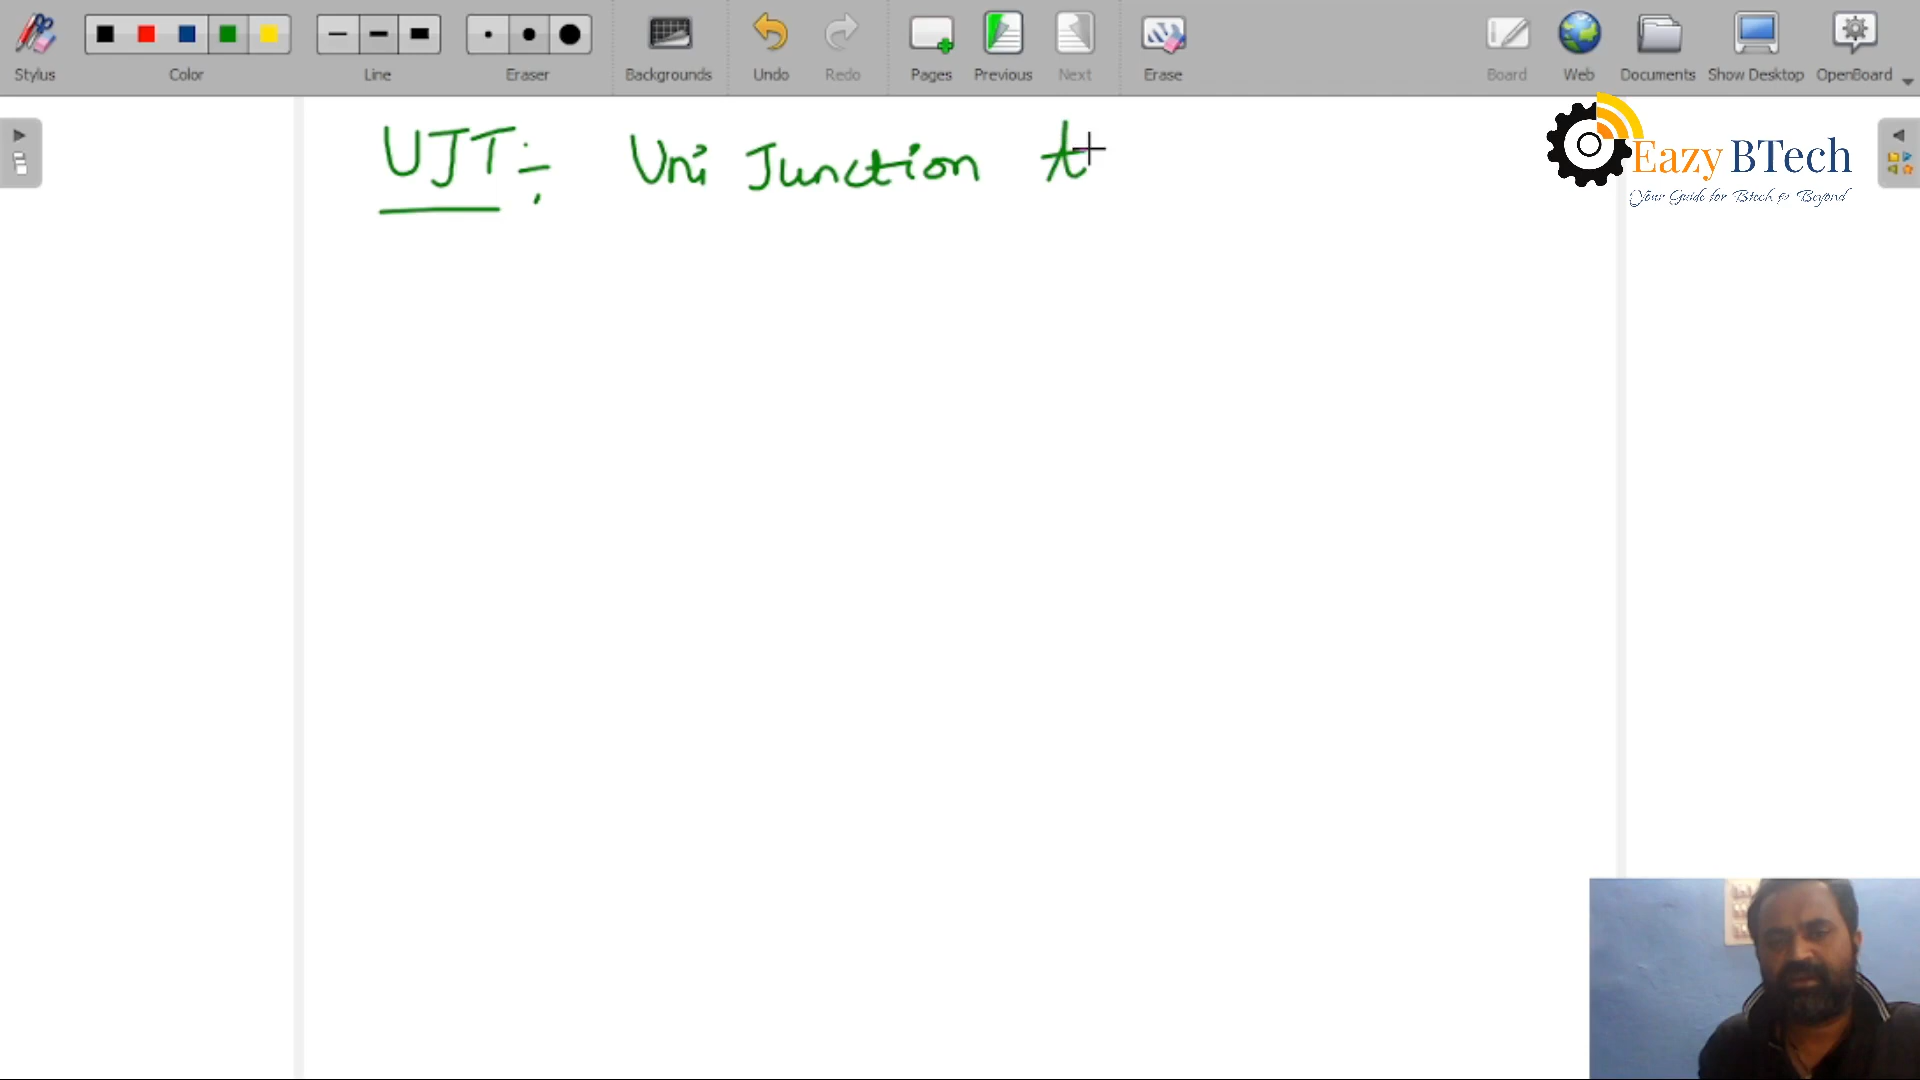 Stylus Color Line Eraser Backgrounds Undo Redo Pages Previous Next Erase Board Web Documents Show Desktop OpenBoard
Eazy BTech
Your Guide for Btech & Beyond
UJT:- Uni Junction t